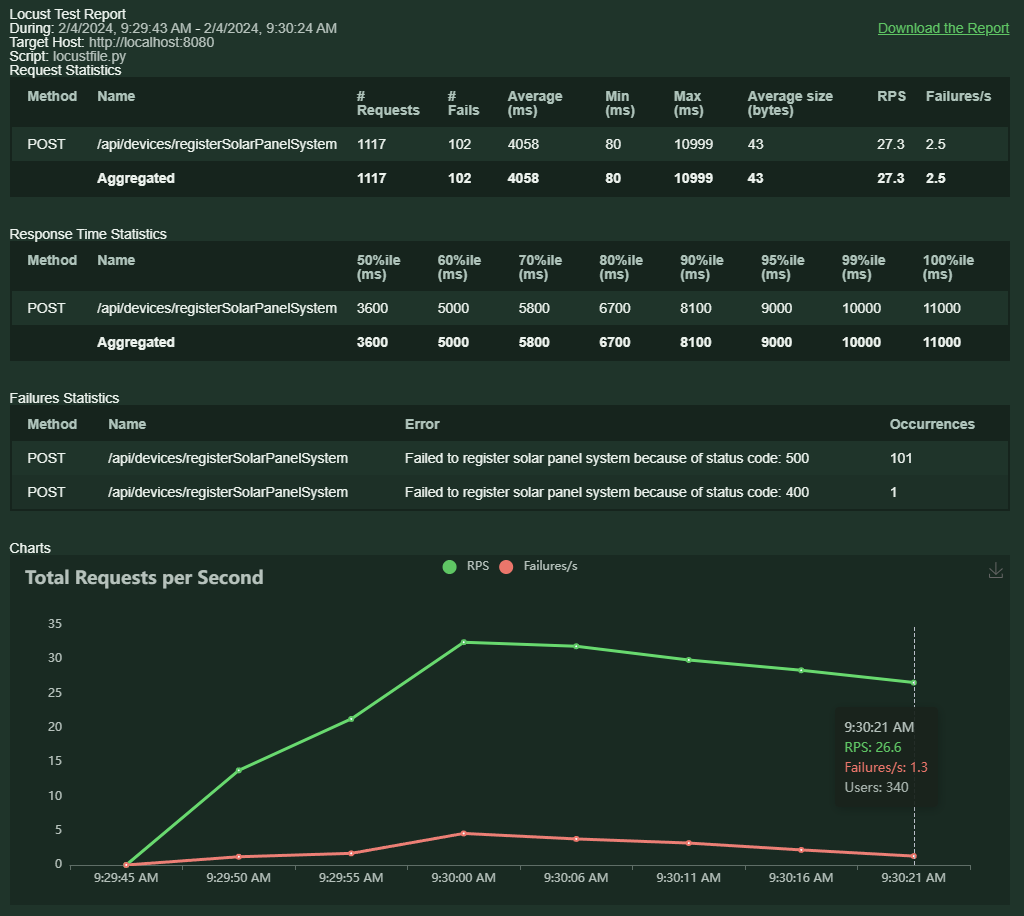 Locust Test Report
During: 2/4/2024, 9:29:43 AM - 2/4/2024, 9:30:24 AM
Download the Report
Target Host: http://localhost:8080
Script: locustfile.py
Request Statistics
Method Name # Requests # Fails Average (ms) Min (ms) Max (ms) Average size (bytes) RPS Failures/s
POST /api/devices/registerSolarPanelSystem 1117 102 4058 80 10999 43 27.3 2.5
Aggregated 1117 102 4058 80 10999 43 27.3 2.5
Response Time Statistics
Method Name 50%ile (ms) 60%ile (ms) 70%ile (ms) 80%ile (ms) 90%ile (ms) 95%ile (ms) 99%ile (ms) 100%ile (ms)
POST /api/devices/registerSolarPanelSystem 3600 5000 5800 6700 8100 9000 10000 11000
Aggregated 3600 5000 5800 6700 8100 9000 10000 11000
Failures Statistics
Method Name Error Occurrences
POST /api/devices/registerSolarPanelSystem Failed to register solar panel system because of status code: 500 101
POST /api/devices/registerSolarPanelSystem Failed to register solar panel system because of status code: 400 1
Charts
Total Requests per Second
RPS Failures/s
35
30
25
20
15
10
5
0
9:30:21 AM
RPS: 26.6
Failures/s: 1.3
Users: 340
9:29:45 AM 9:29:50 AM 9:29:55 AM 9:30:00 AM 9:30:06 AM 9:30:11 AM 9:30:16 AM 9:30:21 AM